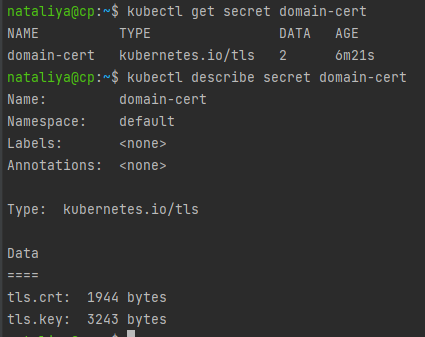 nataliya@cp:~$ kubectl get secret domain-cert
NAME TYPE DATA AGE
domain-cert kubernetes.io/tls 2 6m21s
nataliya@cp:~$ kubectl describe secret domain-cert
Name: domain-cert
Namespace: default
Labels: <none>
Annotations: <none>
Type: kubernetes.io/tls
Data
====
tls.crt: 1944 bytes
tls.key: 3243 bytes
nataliya@cp:~$